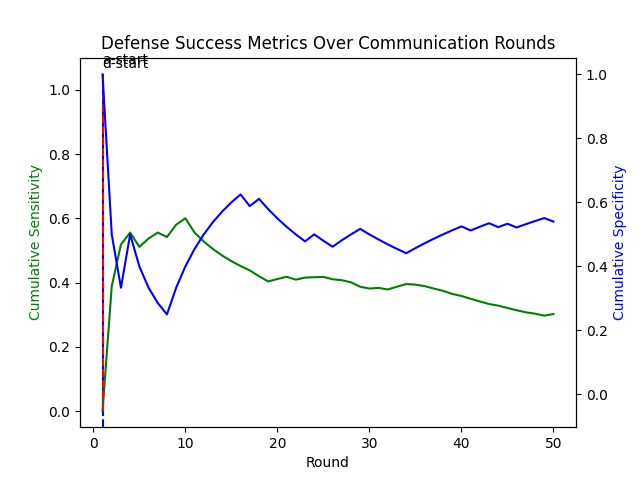 Defense Success Metrics Over Communication Rounds
a-start
d-start
1.0
0.8
0.6
0.4
0.2
0.0
Cumulative Sensitivity
1.0
0.8
0.6
0.4
0.2
0.0
Cumulative Specificity
0 10 20 30 40 50
Round